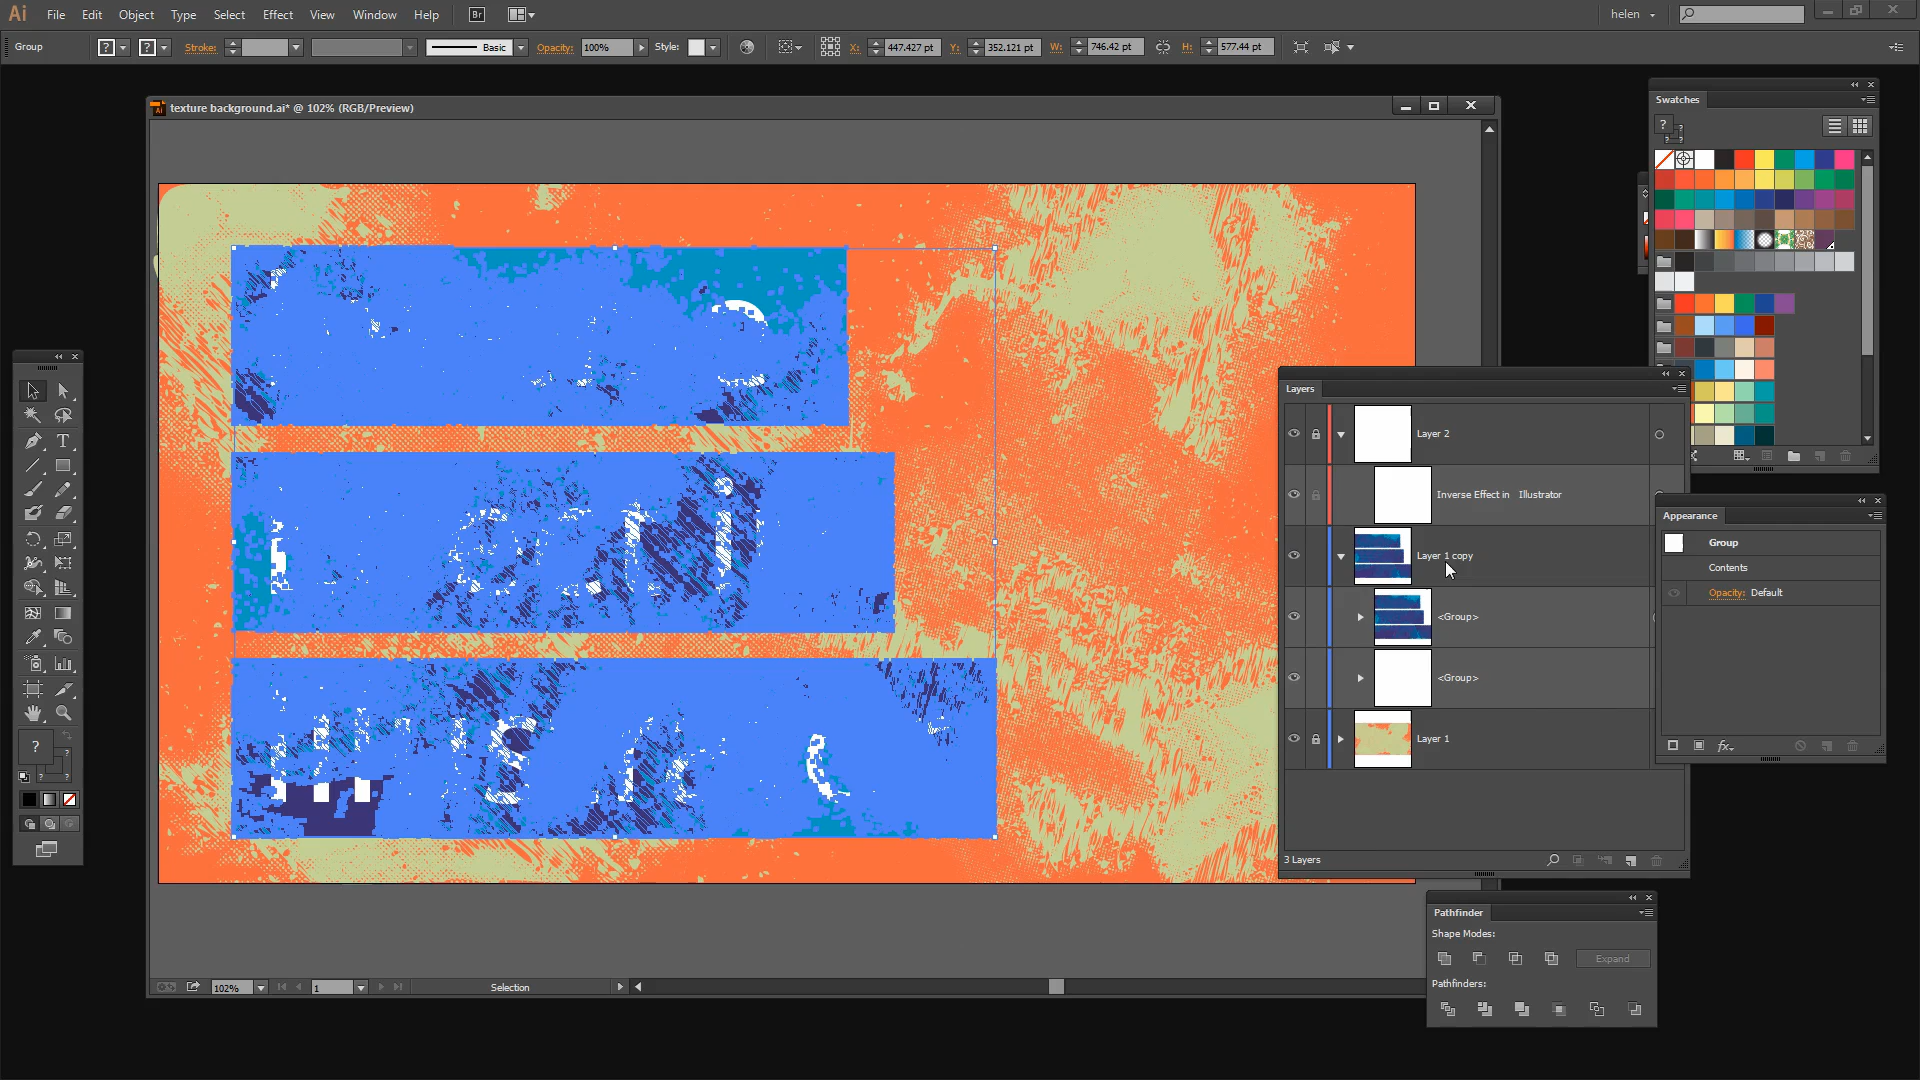 Ai File Edit Object Type Select Effect View Window Help Br helen
Group ? ? Stroke: Basic Opacity: 100% Style: X: 447.427 pt Y: 352.121 pt W: 746.42 pt H: 577.44 pt
texture background.ai* @ 102% (RGB/Preview)
Swatches
?
Layers
Layer 2
Inverse Effect in Illustrator
Layer 1 copy
<Group>
<Group>
Layer 1
3 Layers
Appearance
Group
Contents
Opacity: Default
fx
T
?
?
?
102% 1 Selection
Pathfinder
Shape Modes:
Expand
Pathfinders: